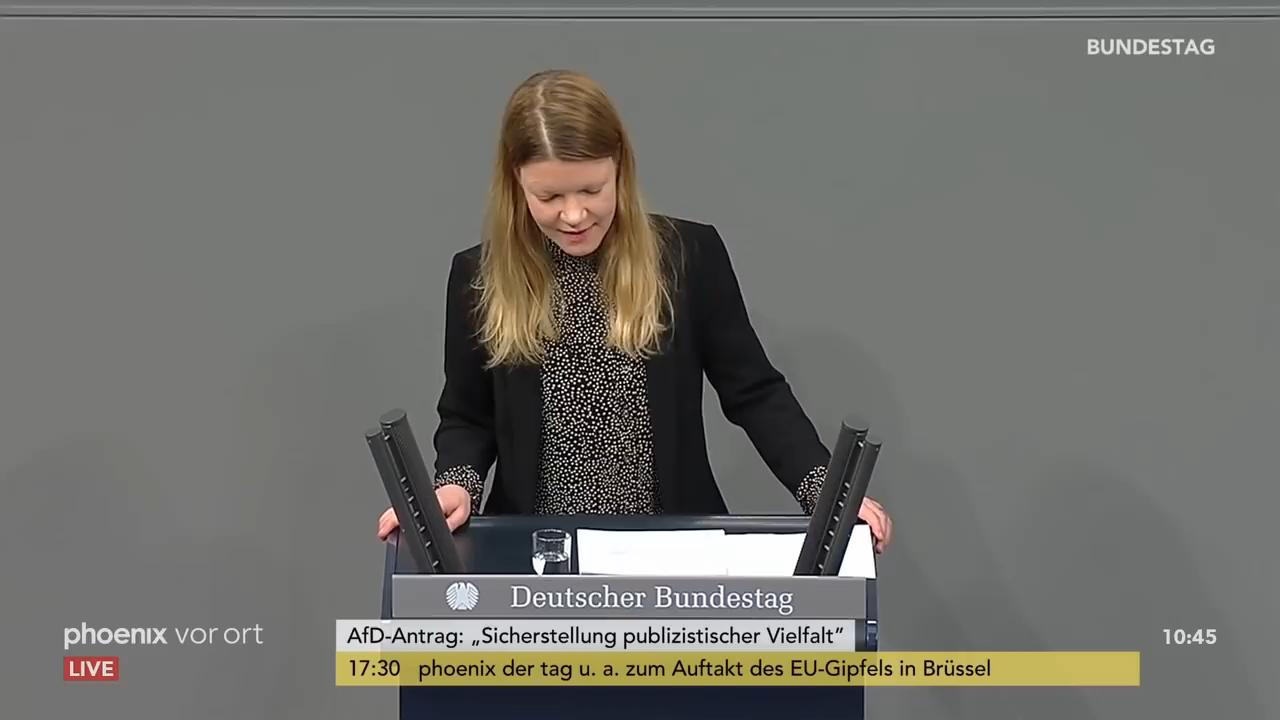 BUNDESTAG
Deutscher Bundestag
AfD-Antrag: „Sicherstellung publizistischer Vielfalt”
phoenix vor ort
10:45
LIVE
17:30 phoenix der tag u. a. zum Auftakt des EU-Gipfels in Brüssel